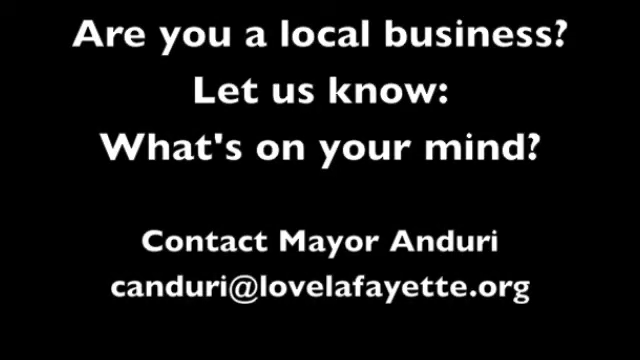 Are you a local business?
Let us know:
What's on your mind?
Contact Mayor Anduri
canduri@lovelafayette.org